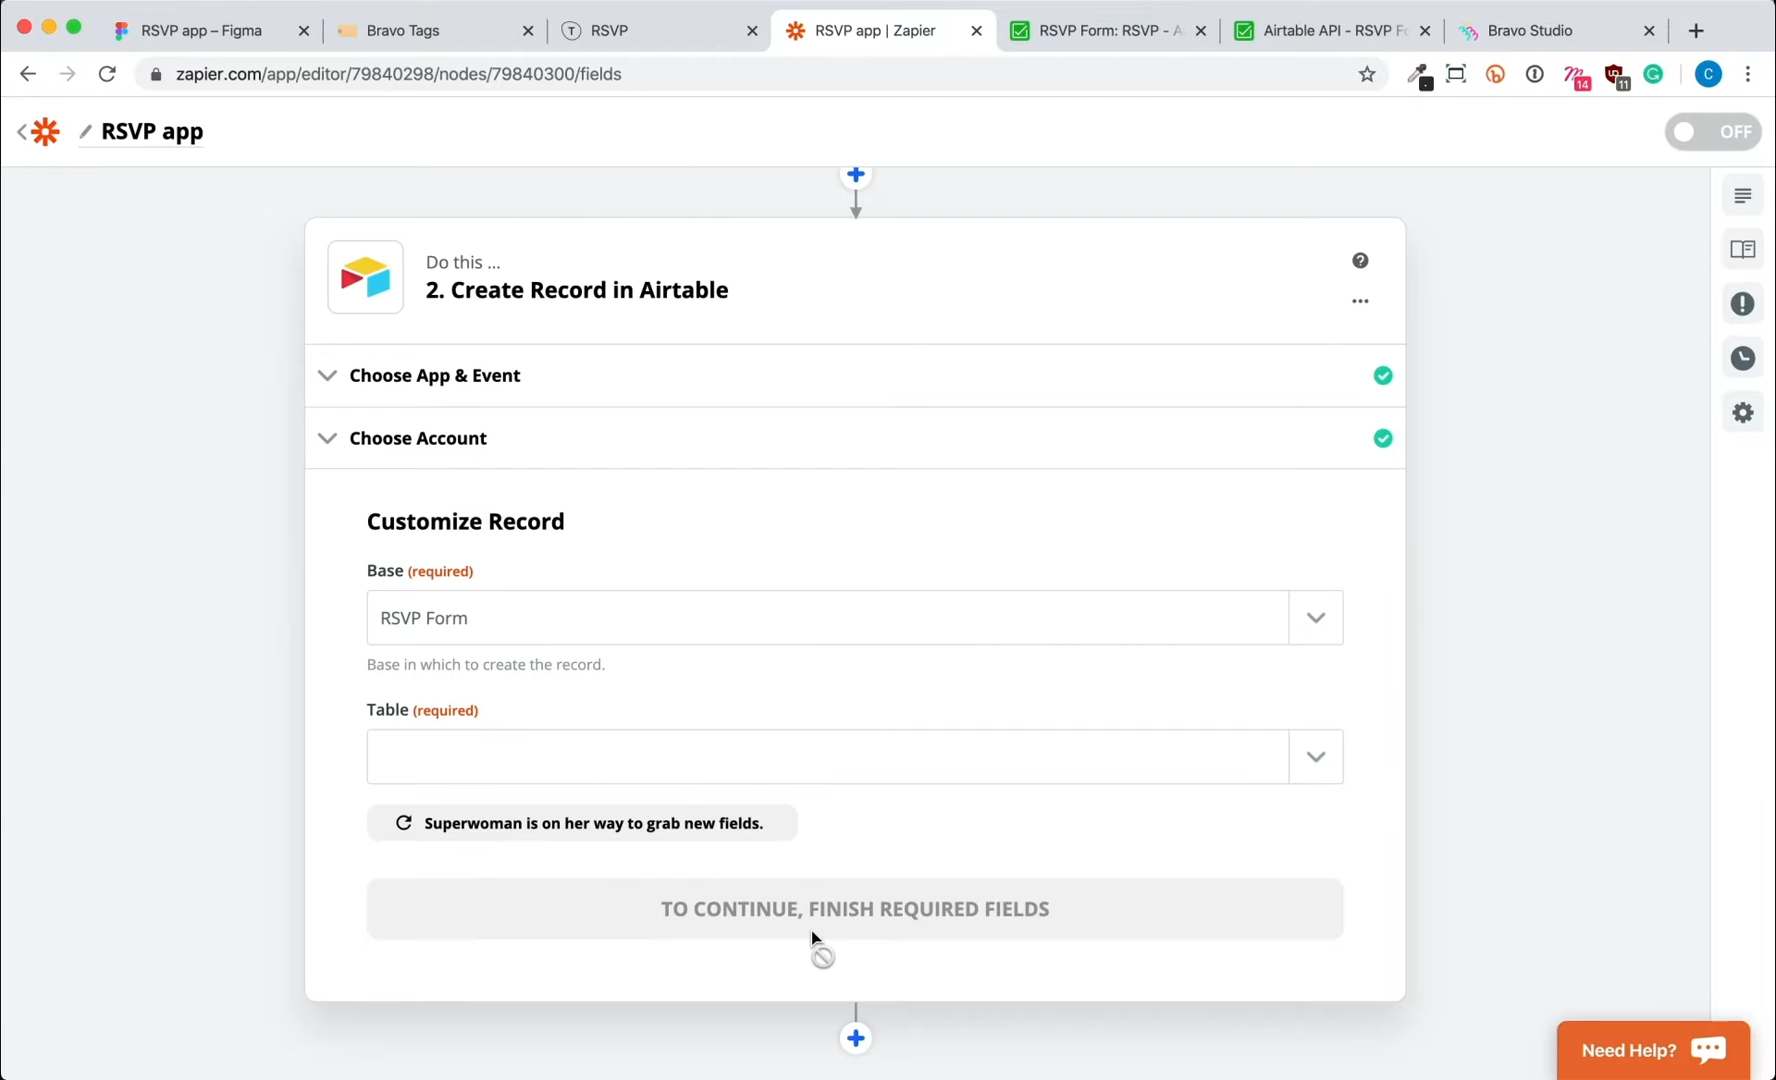 RSVP app – Figma
Bravo Tags
RSVP
RSVP app | Zapier
RSVP Form: RSVP - A
Airtable API - RSVP Fo
Bravo Studio
zapier.com/app/editor/79840298/nodes/79840300/fields
14
11
C
RSVP app
OFF
Do this ...
2. Create Record in Airtable
Choose App & Event
Choose Account
Customize Record
Base (required)
RSVP Form
Base in which to create the record.
Table (required)
Superwoman is on her way to grab new fields.
TO CONTINUE, FINISH REQUIRED FIELDS
Need Help?